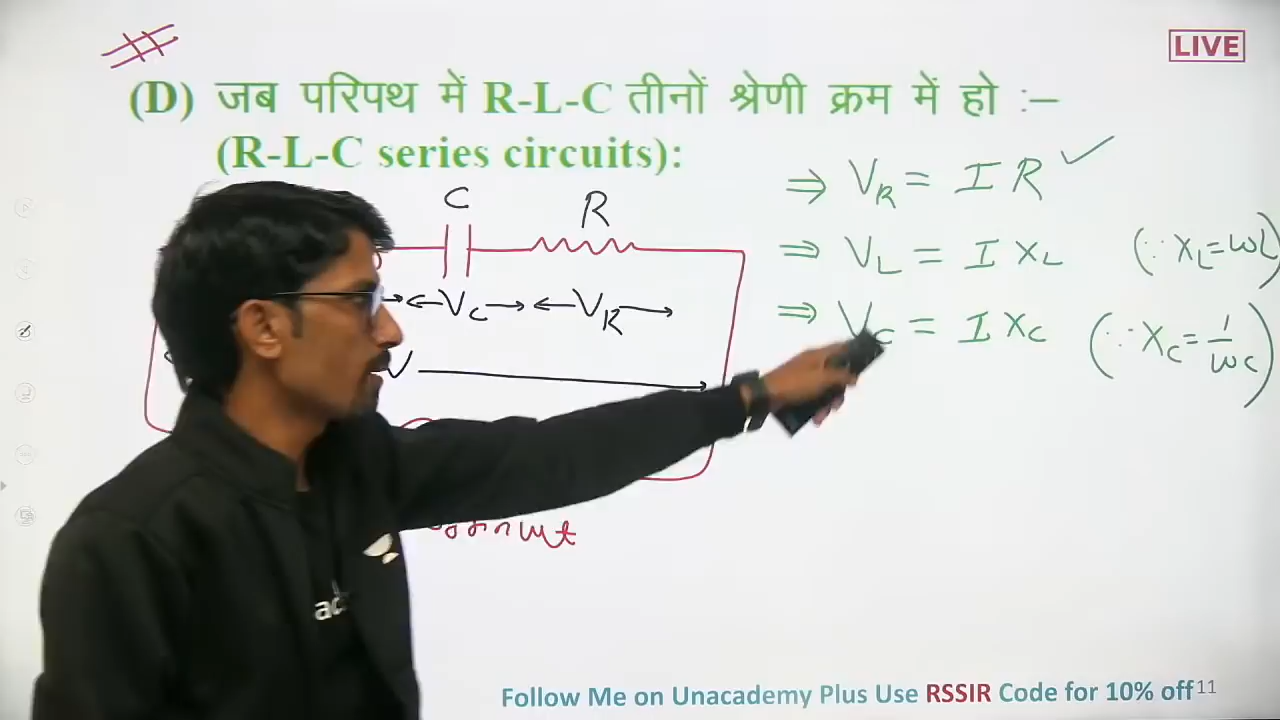 LIVE
(D) जब परिपथ में R-L-C तीनों श्रेणी क्रम में हो :–
(R-L-C series circuits):
C
R
V_C
V_R
V
⇒ V_R = I R ✓
⇒ V_L = I X_L (∵ X_L = ωL)
⇒ V_C = I X_C (∵ X_C = 1/ωC)
Follow Me on Unacademy Plus Use RSSIR Code for 10% off
11